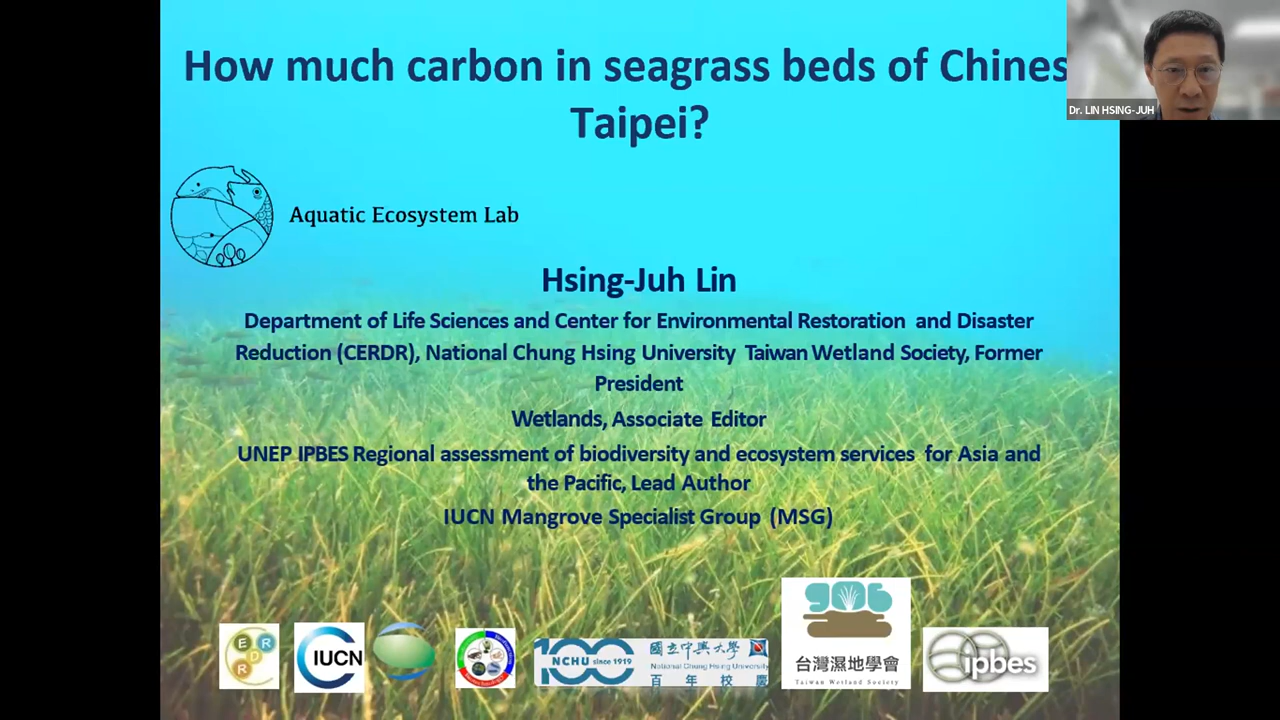 How much carbon in seagrass beds of Chines
Taipei?
Dr. LIN HSING-JUH
Aquatic Ecosystem Lab
Hsing-Juh Lin
Department of Life Sciences and Center for Environmental Restoration and Disaster
Reduction (CERDR), National Chung Hsing University Taiwan Wetland Society, Former
President
Wetlands, Associate Editor
UNEP IPBES Regional assessment of biodiversity and ecosystem services for Asia and
the Pacific, Lead Author
IUCN Mangrove Specialist Group (MSG)
E R D R
IUCN
100
NCHU since 1919
國立中興大學
National Chung Hsing University
百年校慶
台灣濕地學會
Taiwan Wetland Society
ipbes